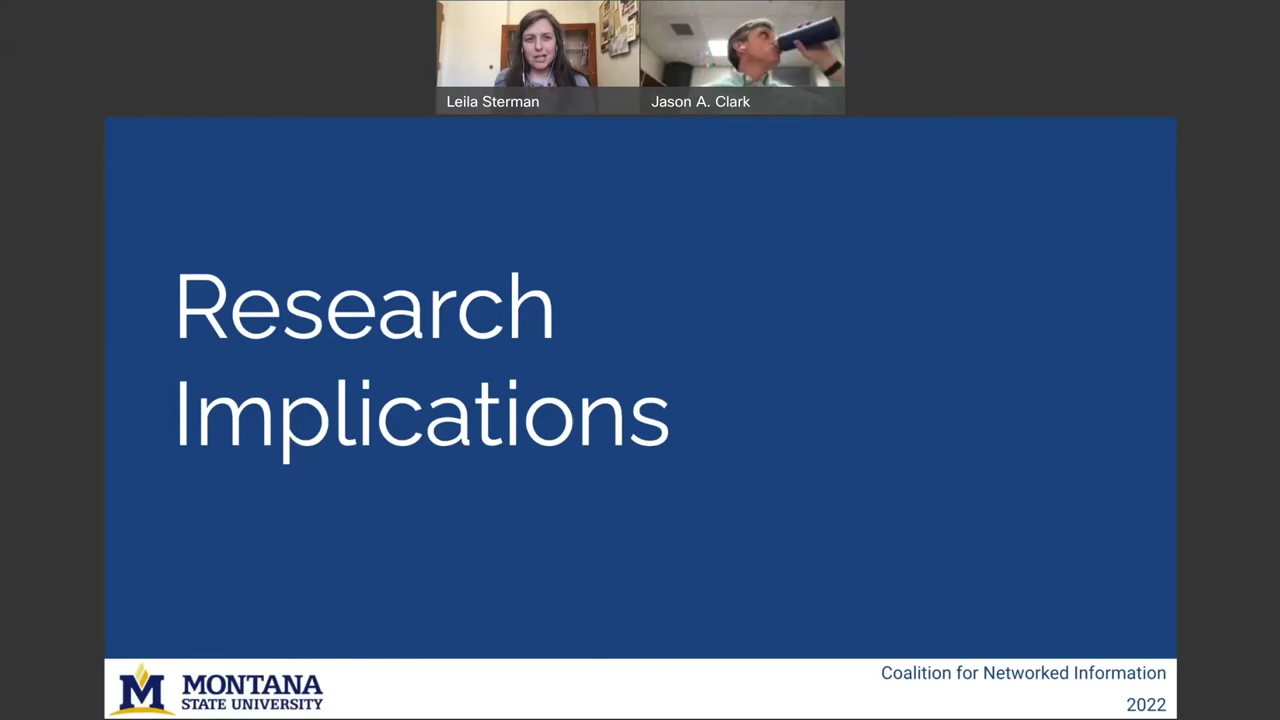 Leila Sterman
Jason A. Clark
Research
Implications
M MONTANA
STATE UNIVERSITY
Coalition for Networked Information
2022